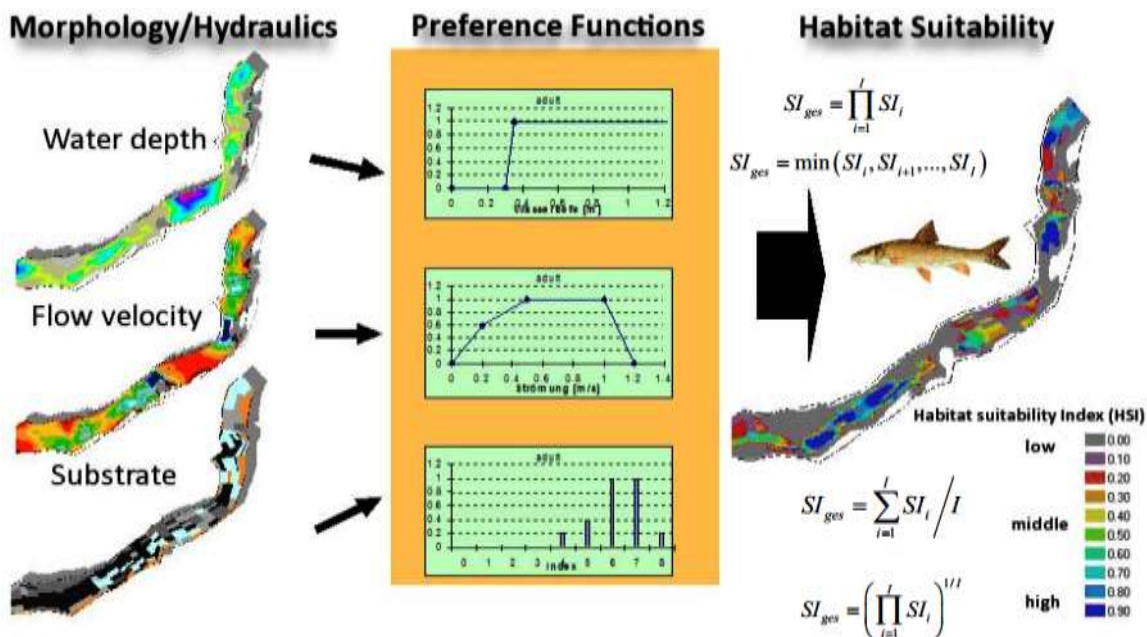 Morphology/Hydraulics
Preference Functions
Habitat Suitability
Water depth
Flow velocity
Substrate
adult
1.2
1
0.8
0.6
0.4
0.2
0
0 0.2 0.4 0.6 0.8 1 1.2
adult
1.2
1
0.8
0.6
0.4
0.2
0
0 0.2 0.4 0.6 0.8 1 1.2 1.4
strömung [m/s]
adult
1.2
1
0.8
0.6
0.4
0.2
0
0 1 2 3 4 5 6 7 8
Index
SI_ges = ∏_{i=1}^{I} SI_i
SI_ges = min(SI_i, SI_{i+1},..., SI_I)
Habitat suitability Index (HSI)
low
middle
high
0.00
0.10
0.20
0.30
0.40
0.50
0.60
0.70
0.80
0.90
SI_ges = ∑_{i=1}^{I} SI_i / I
SI_ges = (∏_{i=1}^{I} SI_i)^{1/I}